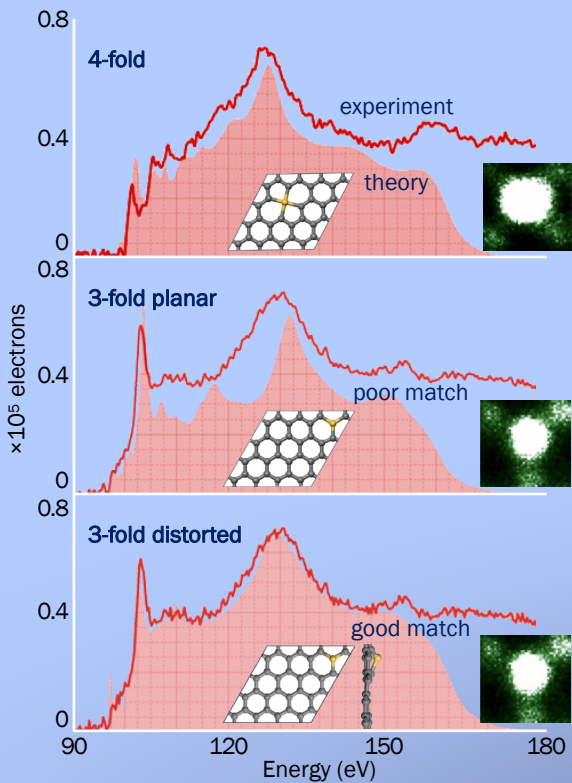 0.8
4-fold
experiment
0.4
theory
0
0.8
3-fold planar
0.4
poor match
0
0.8
3-fold distorted
0.4
good match
0
90
120
150
180
Energy (eV)
×10⁵ electrons